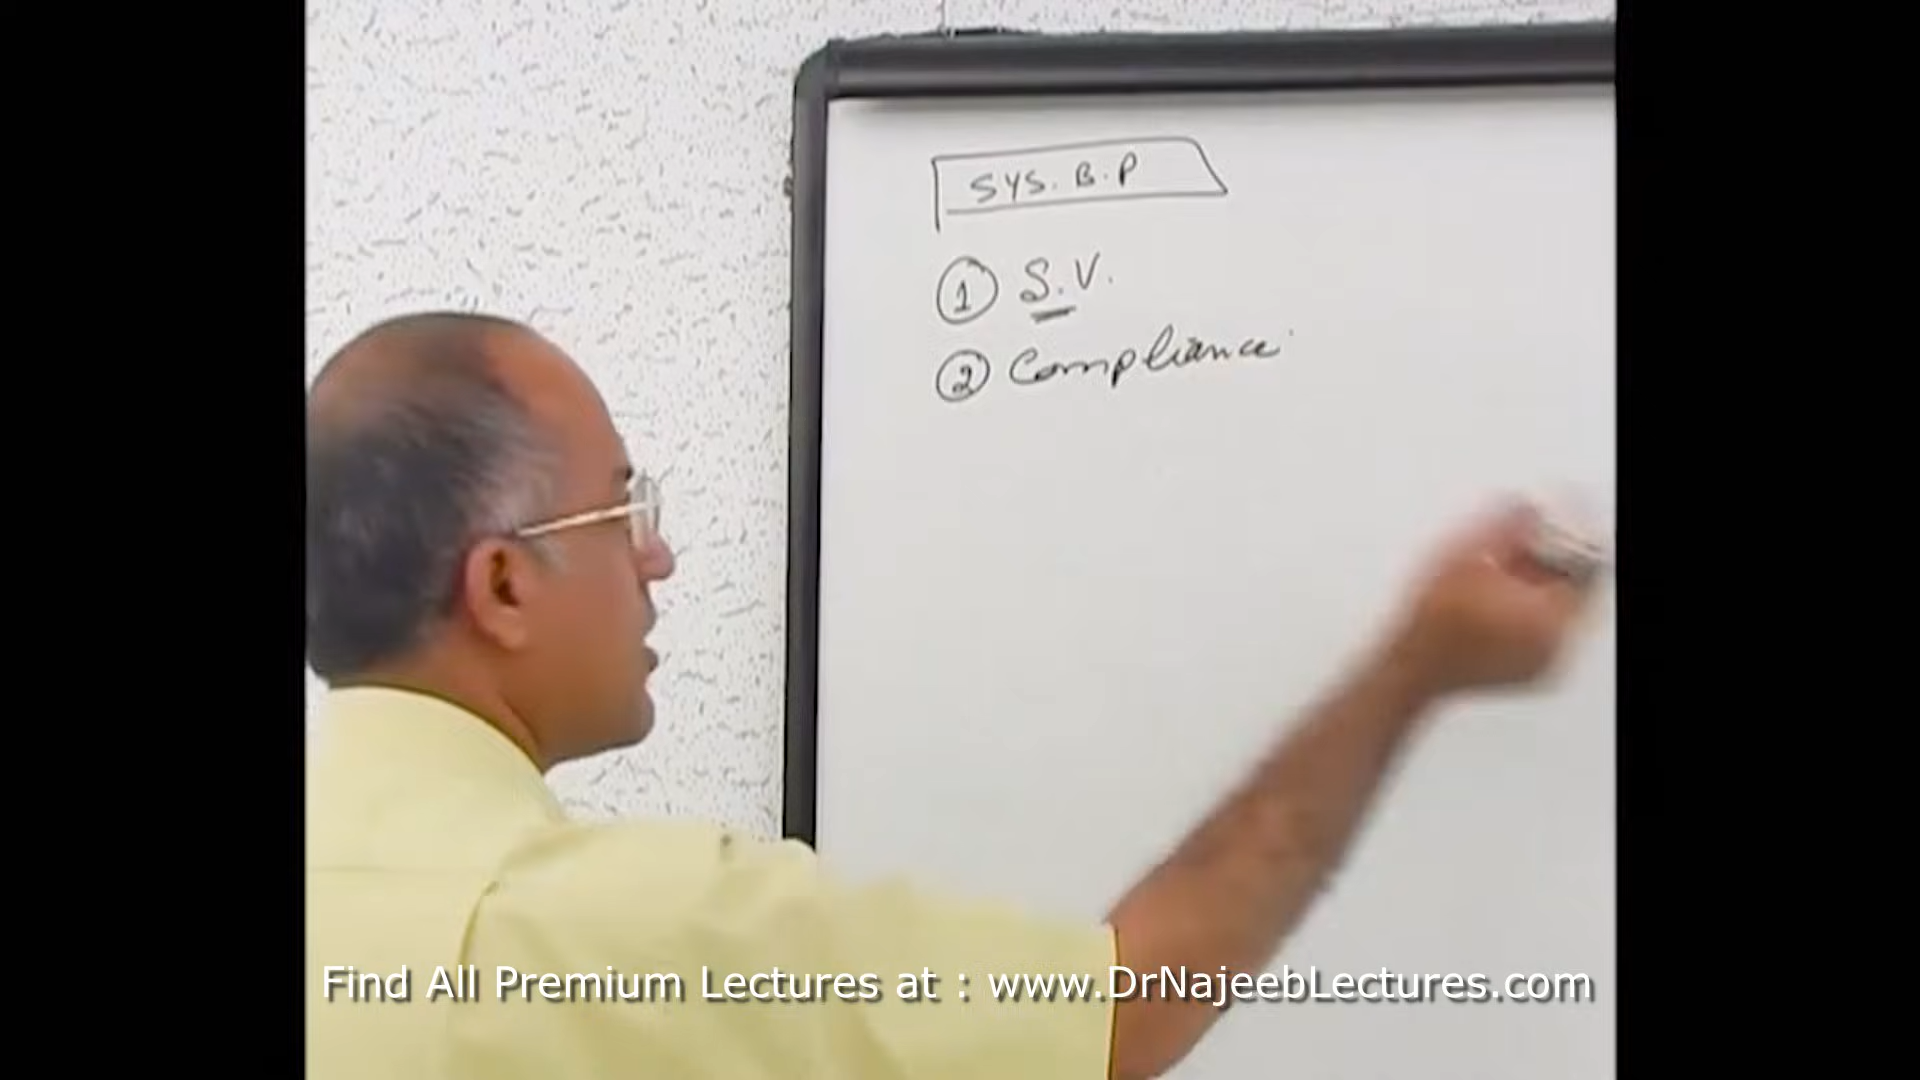 SYS. B.P
1 S.V.
2 Compliance
Find All Premium Lectures at : www.DrNajeebLectures.com